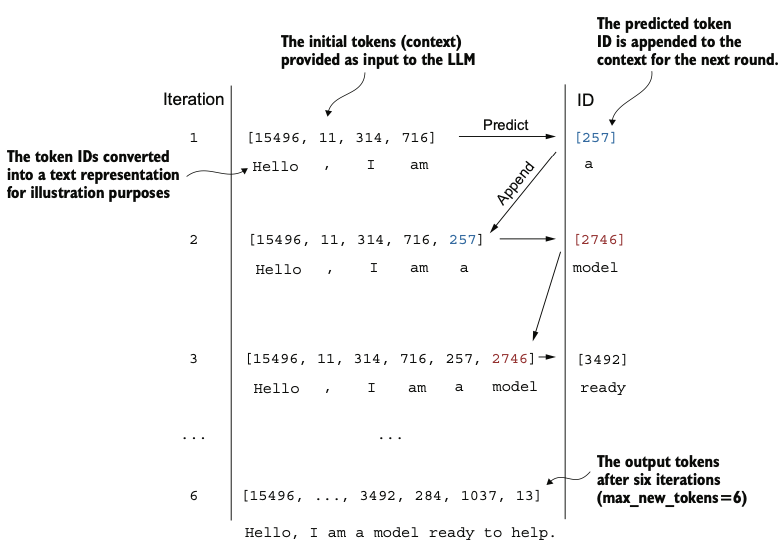 The initial tokens (context)
provided as input to the LLM
The predicted token
ID is appended to the
context for the next round.
Iteration
ID
1
[15496, 11, 314, 716]
Predict
[257]
The token IDs converted
into a text representation
for illustration purposes
Hello , I am
a
Append
2
[15496, 11, 314, 716, 257]
[2746]
Hello , I am a
model
3
[15496, 11, 314, 716, 257, 2746]
[3492]
Hello , I am a model
ready
...
...
The output tokens
after six iterations
(max_new_tokens=6)
6
[15496, ..., 3492, 284, 1037, 13]
Hello, I am a model ready to help.